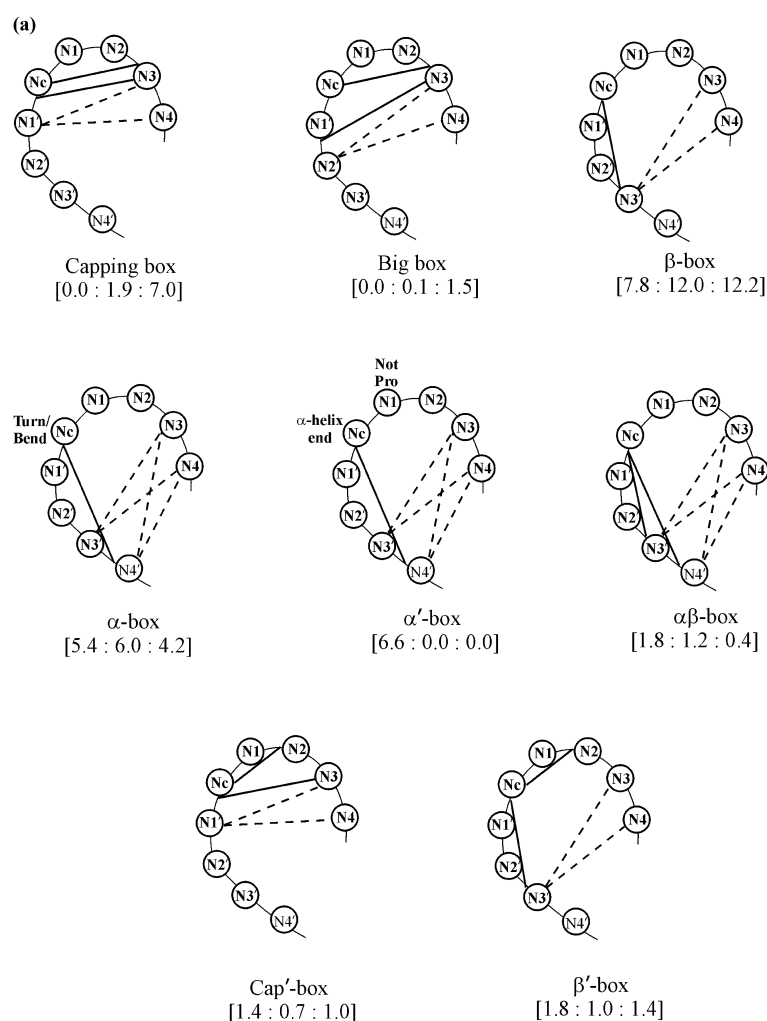 (a)
N1 N2
Nc N3
N1′ N4
N2′
N3′
N4′
Capping box
[0.0 : 1.9 : 7.0]
N1 N2
Nc N3
N1′ N4
N2′
N3′
N4′
Big box
[0.0 : 0.1 : 1.5]
N1 N2
Nc N3
N1′ N4
N2′
N3′
N4′
β-box
[7.8 : 12.0 : 12.2]
Turn/
Bend
N1 N2
Nc N3
N1′ N4
N2′
N3′
N4′
α-box
[5.4 : 6.0 : 4.2]
Not
Pro
α-helix
end
N1 N2
Nc N3
N1′ N4
N2′
N3′
N4′
α′-box
[6.6 : 0.0 : 0.0]
N1 N2
Nc N3
N1′ N4
N2′
N3′
N4′
αβ-box
[1.8 : 1.2 : 0.4]
N1 N2
Nc N3
N1′ N4
N2′
N3′
N4′
Cap′-box
[1.4 : 0.7 : 1.0]
N1 N2
Nc N3
N1′ N4
N2′
N3′
N4′
β′-box
[1.8 : 1.0 : 1.4]